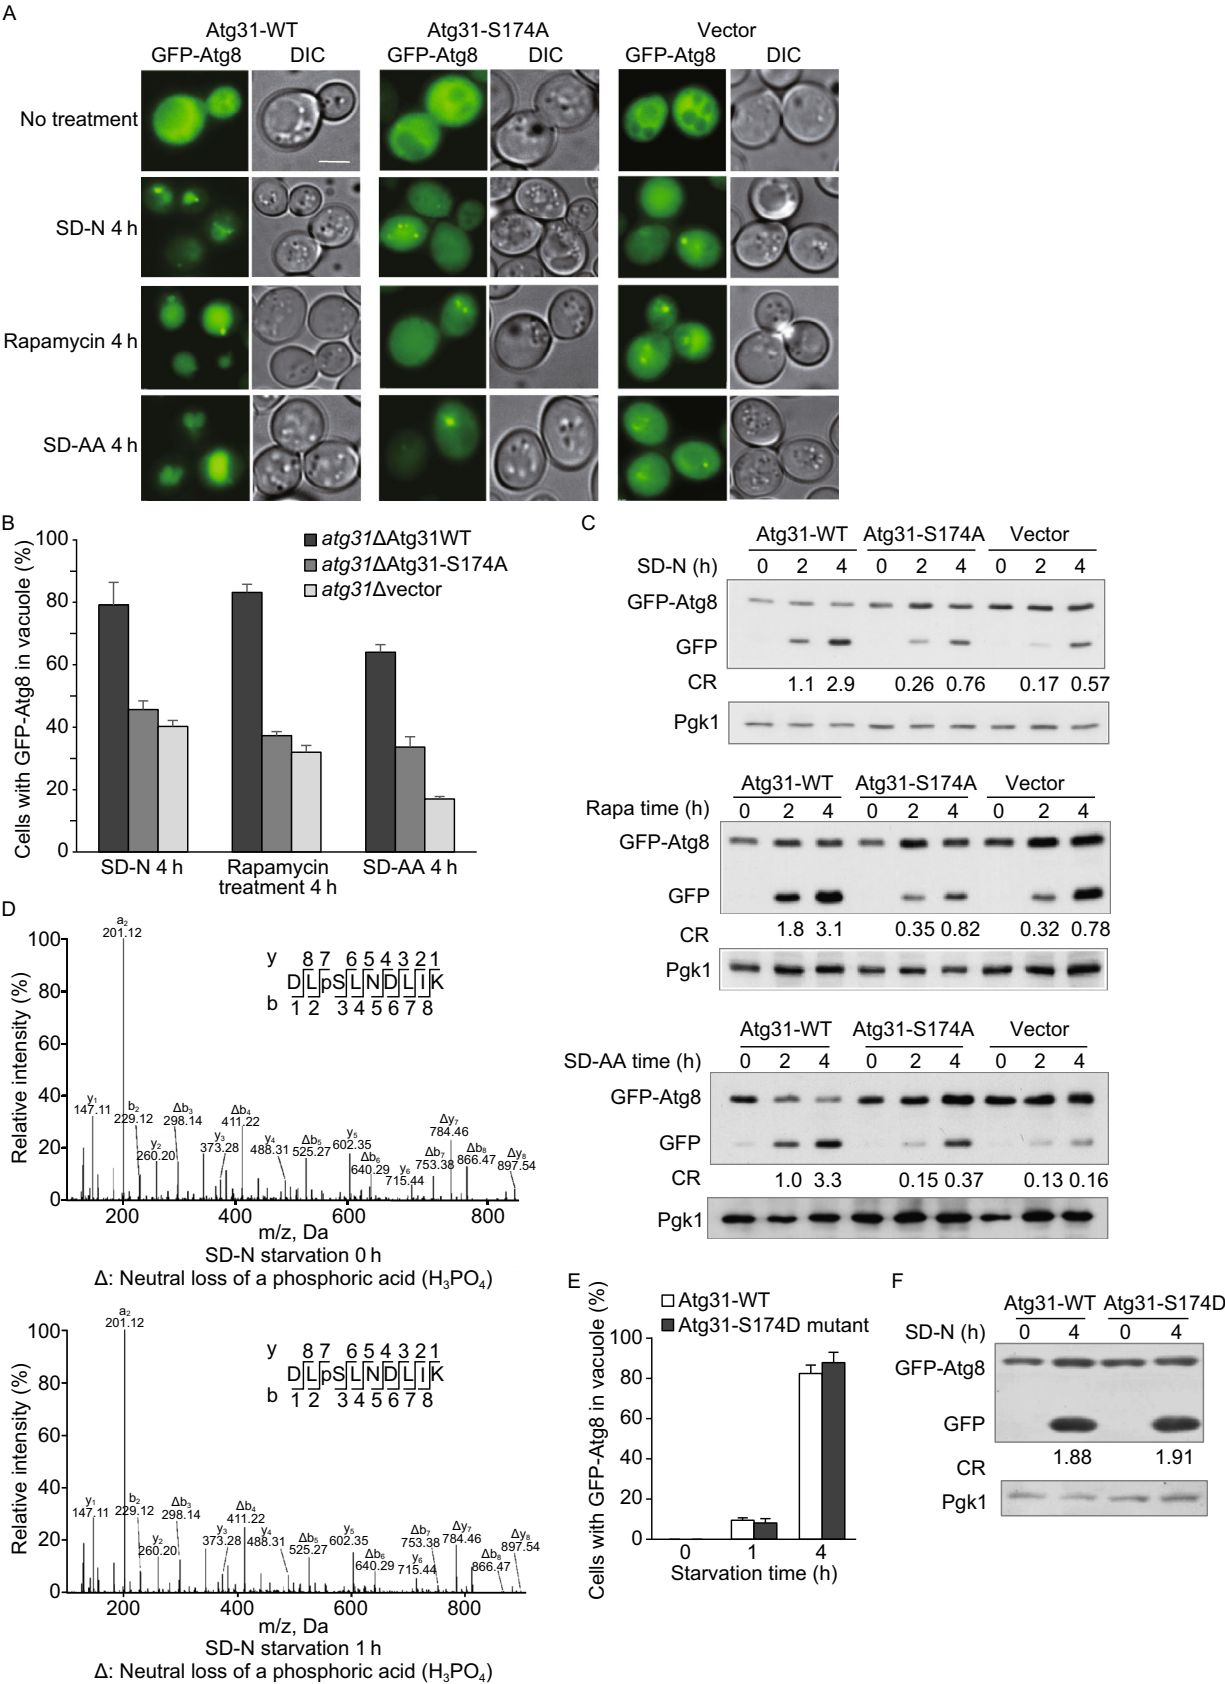 A
Atg31-WT Atg31-S174A Vector
GFP-Atg8 DIC GFP-Atg8 DIC GFP-Atg8 DIC
No treatment
SD-N 4 h
Rapamycin 4 h
SD-AA 4 h
B
Cells with GFP-Atg8 in vacuole (%)
100
80
60
40
20
0
atg31ΔAtg31WT
atg31ΔAtg31-S174A
atg31Δvector
SD-N 4 h Rapamycin SD-AA 4 h
treatment 4 h
C
Atg31-WT Atg31-S174A Vector
SD-N (h) 0 2 4 0 2 4 0 2 4
GFP-Atg8
GFP
CR 1.1 2.9 0.26 0.76 0.17 0.57
Pgk1
Atg31-WT Atg31-S174A Vector
Rapa time (h) 0 2 4 0 2 4 0 2 4
GFP-Atg8
GFP
CR 1.8 3.1 0.35 0.82 0.32 0.78
Pgk1
Atg31-WT Atg31-S174A Vector
SD-AA time (h) 0 2 4 0 2 4 0 2 4
GFP-Atg8
GFP
CR 1.0 3.3 0.15 0.37 0.13 0.16
Pgk1
D
Relative intensity (%)
100
80
60
40
20
0
a₂
201.12
y 8 7 6 5 4 3 2 1
D L pS L N D L I K
b 1 2 3 4 5 6 7 8
y₁
147.11
b₂
229.12
y₂
260.20
Δb₃
298.14
y₃
373.28
Δb₄
411.22
y₄
488.31
Δb₅
525.27
y₅
602.35
Δb₆
640.29
y₆
715.44
Δb₇
753.38
Δy₇
784.46
Δb₈
866.47
Δy₈
897.54
200 400 600 800
m/z, Da
SD-N starvation 0 h
Δ: Neutral loss of a phosphoric acid (H₃PO₄)
Relative intensity (%)
100
80
60
40
20
0
a₂
201.12
y 8 7 6 5 4 3 2 1
D L pS L N D L I K
b 1 2 3 4 5 6 7 8
y₁
147.11
b₂
229.12
y₂
260.20
Δb₃
298.14
y₃
373.28
Δb₄
411.22
y₄
488.31
Δb₅
525.27
y₅
602.35
Δb₆
640.29
y₆
715.44
Δb₇
753.38
Δy₇
784.46
Δb₈
866.47
Δy₈
897.54
200 400 600 800
m/z, Da
SD-N starvation 1 h
Δ: Neutral loss of a phosphoric acid (H₃PO₄)
E
Cells with GFP-Atg8 in vacuole (%)
Atg31-WT
Atg31-S174D mutant
100
80
60
40
20
0
0 1 4
Starvation time (h)
F
Atg31-WT Atg31-S174D
SD-N (h) 0 4 0 4
GFP-Atg8
GFP
CR 1.88 1.91
Pgk1